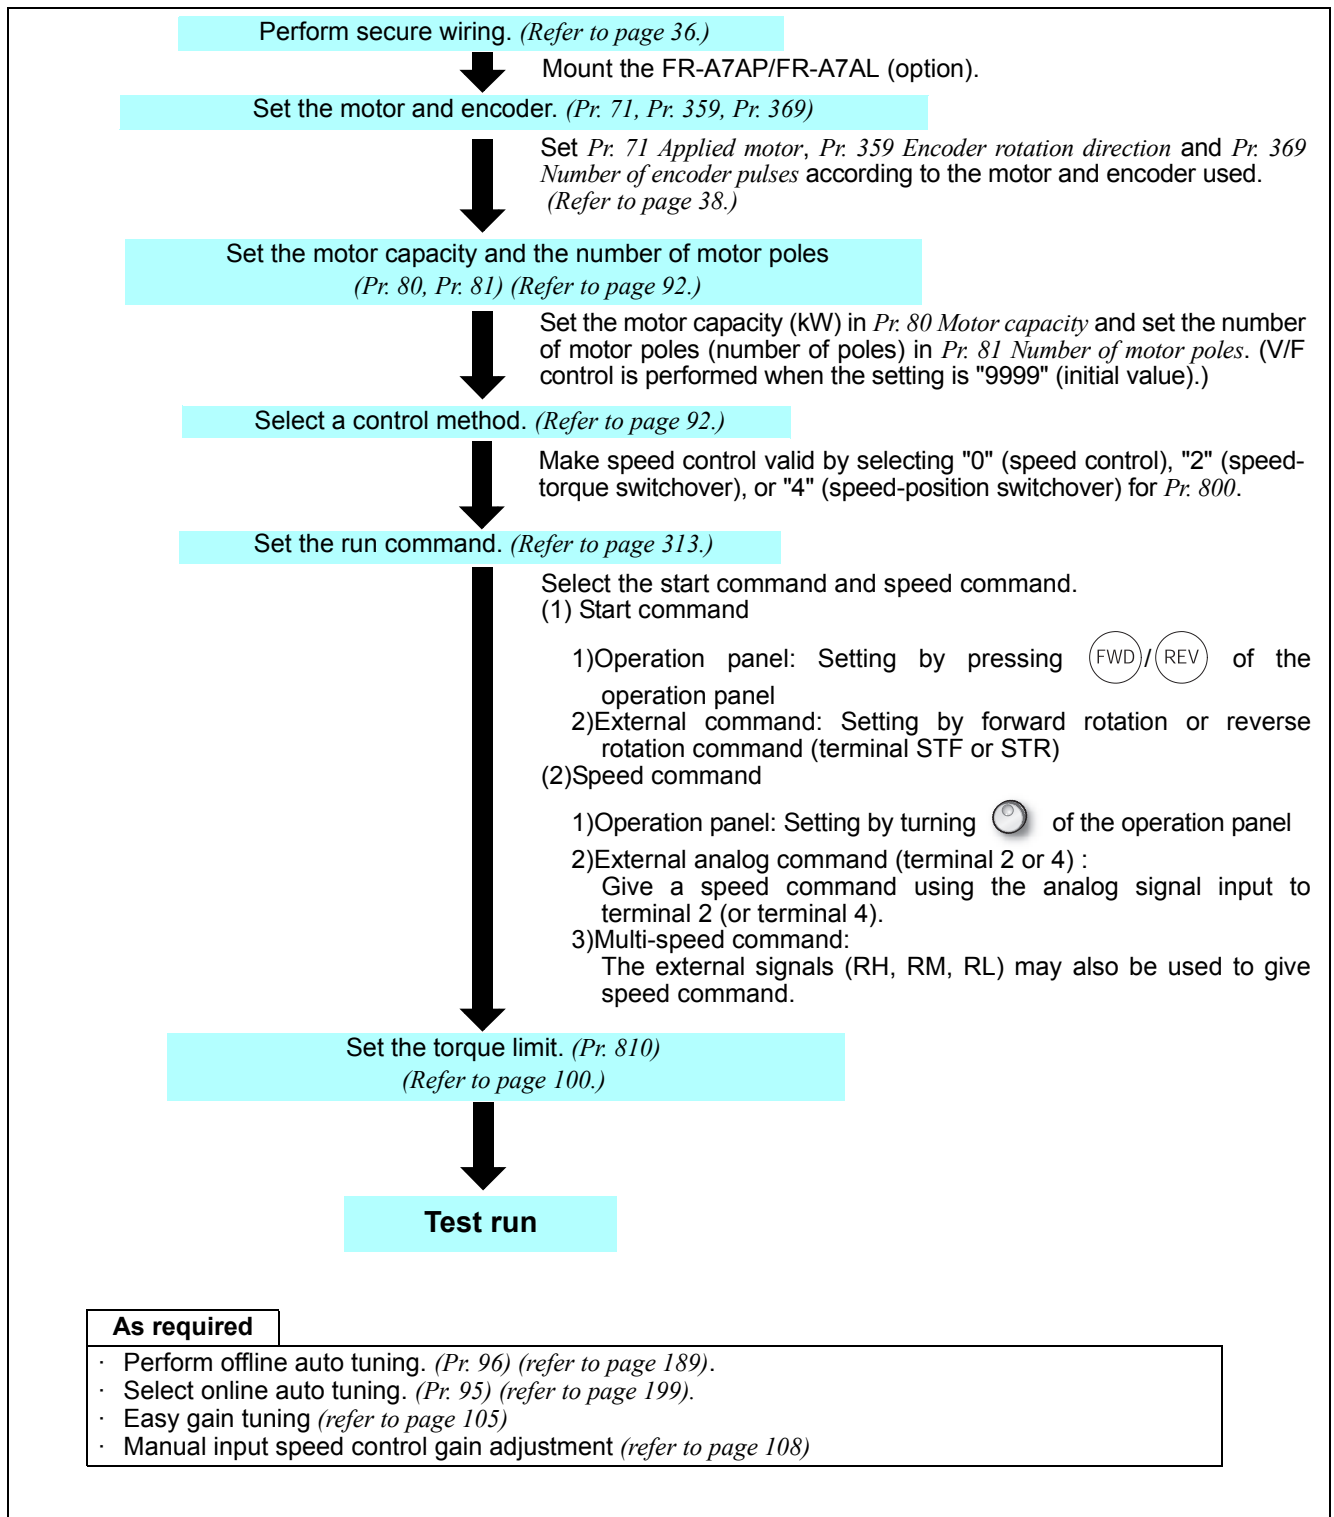 Perform secure wiring. (Refer to page 36.)
Mount the FR-A7AP/FR-A7AL (option).
Set the motor and encoder. (Pr. 71, Pr. 359, Pr. 369)
Set Pr. 71 Applied motor, Pr. 359 Encoder rotation direction and Pr. 369
Number of encoder pulses according to the motor and encoder used.
(Refer to page 38.)
Set the motor capacity and the number of motor poles
(Pr. 80, Pr. 81) (Refer to page 92.)
Set the motor capacity (kW) in Pr. 80 Motor capacity and set the number
of motor poles (number of poles) in Pr. 81 Number of motor poles. (V/F
control is performed when the setting is "9999" (initial value).)
Select a control method. (Refer to page 92.)
Make speed control valid by selecting "0" (speed control), "2" (speed-
torque switchover), or "4" (speed-position switchover) for Pr. 800.
Set the run command. (Refer to page 313.)
Select the start command and speed command.
(1) Start command
1)Operation panel: Setting by pressing FWD/REV of the
operation panel
2)External command: Setting by forward rotation or reverse
rotation command (terminal STF or STR)
(2)Speed command
1)Operation panel: Setting by turning of the operation panel
2)External analog command (terminal 2 or 4) :
Give a speed command using the analog signal input to
terminal 2 (or terminal 4).
3)Multi-speed command:
The external signals (RH, RM, RL) may also be used to give
speed command.
Set the torque limit. (Pr. 810)
(Refer to page 100.)
Test run
As required
· Perform offline auto tuning. (Pr. 96) (refer to page 189).
· Select online auto tuning. (Pr. 95) (refer to page 199).
· Easy gain tuning (refer to page 105)
· Manual input speed control gain adjustment (refer to page 108)